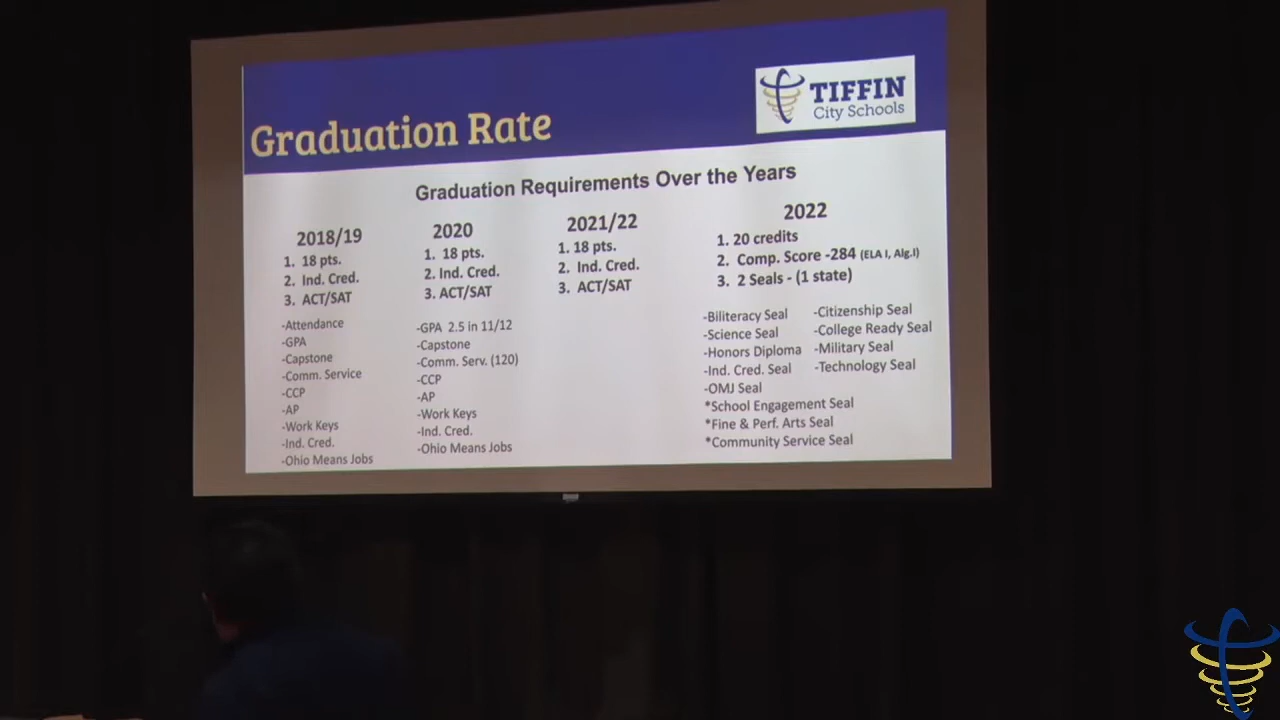 Graduation Rate
TIFFIN
City Schools
Graduation Requirements Over the Years
2018/19
1. 18 pts.
2. Ind. Cred.
3. ACT/SAT
-Attendance
-GPA
-Capstone
-Comm. Service
-CCP
-AP
-Work Keys
-Ind. Cred.
-Ohio Means Jobs
2020
1. 18 pts.
2. Ind. Cred.
3. ACT/SAT
-GPA 2.5 in 11/12
-Capstone
-Comm. Serv. (120)
-CCP
-AP
-Work Keys
-Ind. Cred.
-Ohio Means Jobs
2021/22
1. 18 pts.
2. Ind. Cred.
3. ACT/SAT
2022
1. 20 credits
2. Comp. Score -284 (ELA I, Alg.I)
3. 2 Seals - (1 state)
-Biliteracy Seal
-Science Seal
-Honors Diploma
-Ind. Cred. Seal
-OMJ Seal
*School Engagement Seal
*Fine & Perf. Arts Seal
*Community Service Seal
-Citizenship Seal
-College Ready Seal
-Military Seal
-Technology Seal